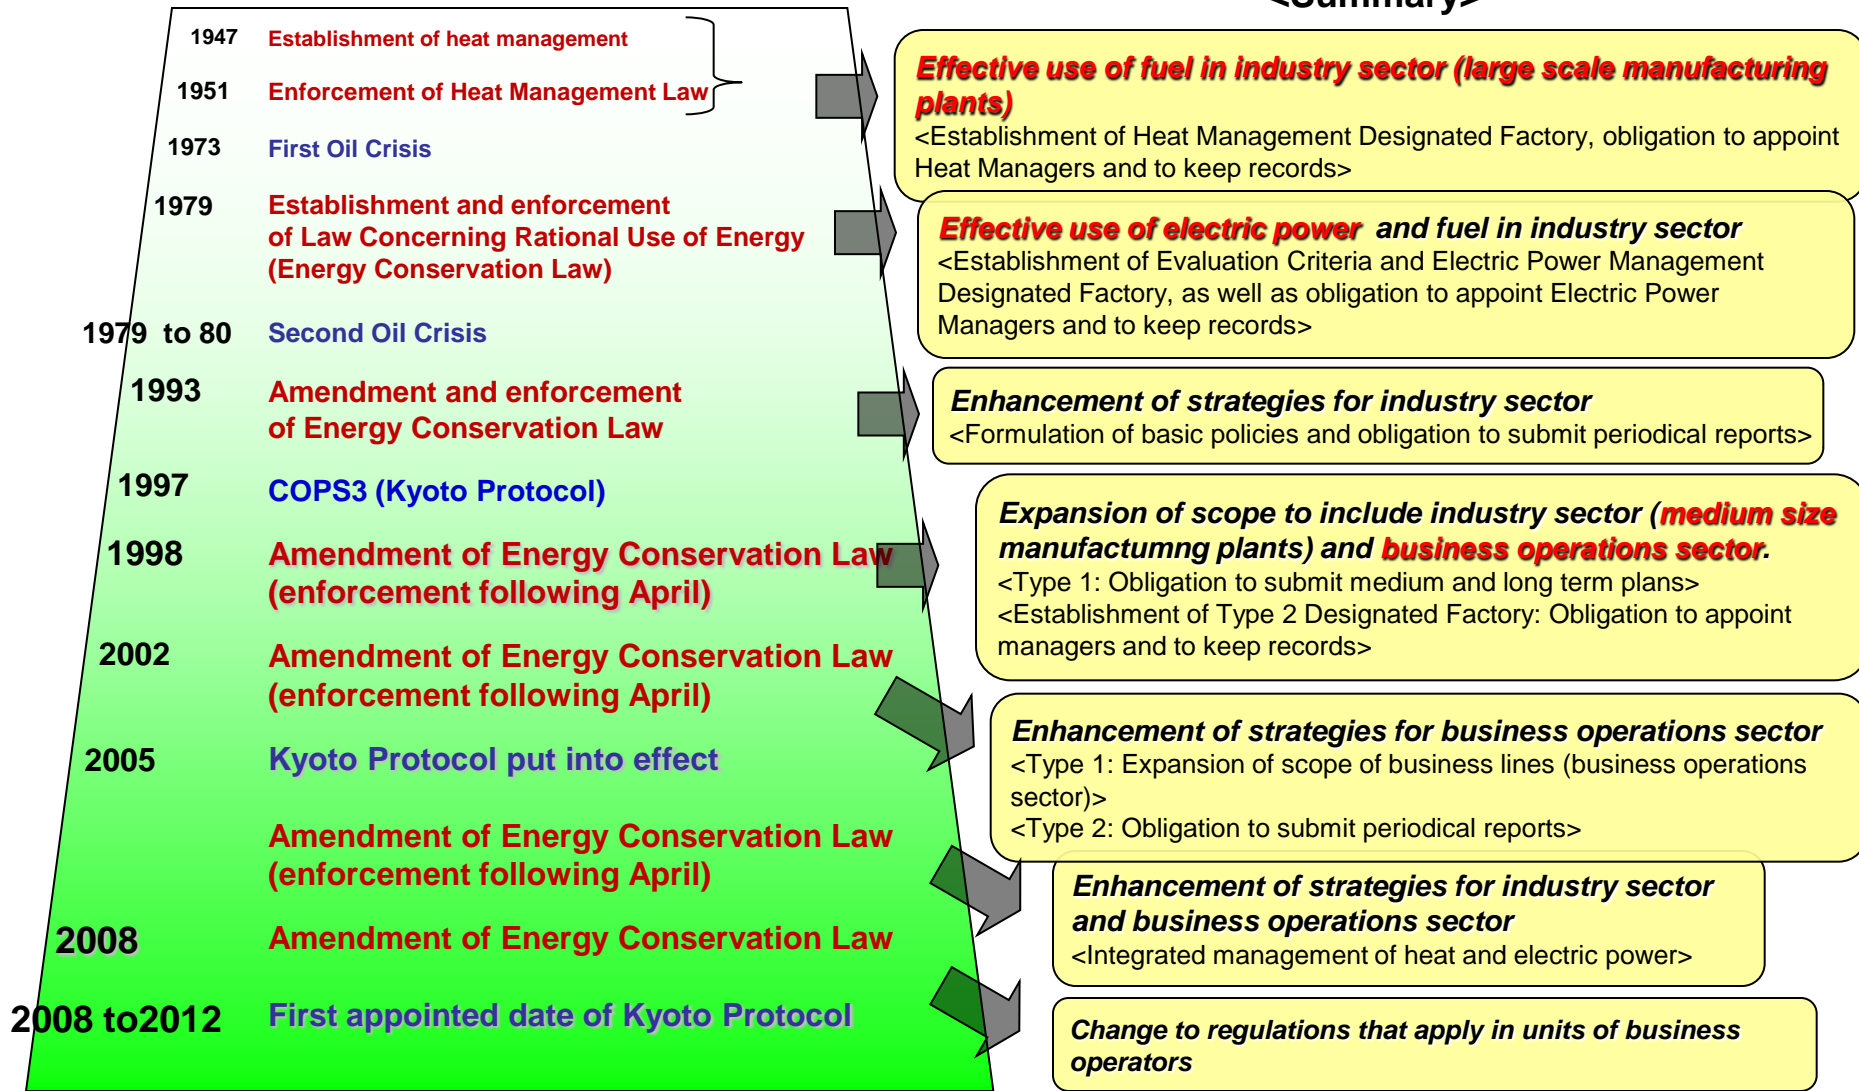 <Summary>
1947 Establishment of heat management
1951 Enforcement of Heat Management Law
1973 First Oil Crisis
1979 Establishment and enforcement
of Law Concerning Rational Use of Energy
(Energy Conservation Law)
1979 to 80 Second Oil Crisis
1993 Amendment and enforcement
of Energy Conservation Law
1997 COPS3 (Kyoto Protocol)
1998 Amendment of Energy Conservation Law
(enforcement following April)
2002 Amendment of Energy Conservation Law
(enforcement following April)
2005 Kyoto Protocol put into effect
Amendment of Energy Conservation Law
(enforcement following April)
2008 Amendment of Energy Conservation Law
2008 to2012 First appointed date of Kyoto Protocol
Effective use of fuel in industry sector (large scale manufacturing
plants)
<Establishment of Heat Management Designated Factory, obligation to appoint
Heat Managers and to keep records>
Effective use of electric power and fuel in industry sector
<Establishment of Evaluation Criteria and Electric Power Management
Designated Factory, as well as obligation to appoint Electric Power
Managers and to keep records>
Enhancement of strategies for industry sector
<Formulation of basic policies and obligation to submit periodical reports>
Expansion of scope to include industry sector (medium size
manufactumng plants) and business operations sector.
<Type 1: Obligation to submit medium and long term plans>
<Establishment of Type 2 Designated Factory: Obligation to appoint
managers and to keep records>
Enhancement of strategies for business operations sector
<Type 1: Expansion of scope of business lines (business operations
sector)>
<Type 2: Obligation to submit periodical reports>
Enhancement of strategies for industry sector
and business operations sector
<Integrated management of heat and electric power>
Change to regulations that apply in units of business
operators